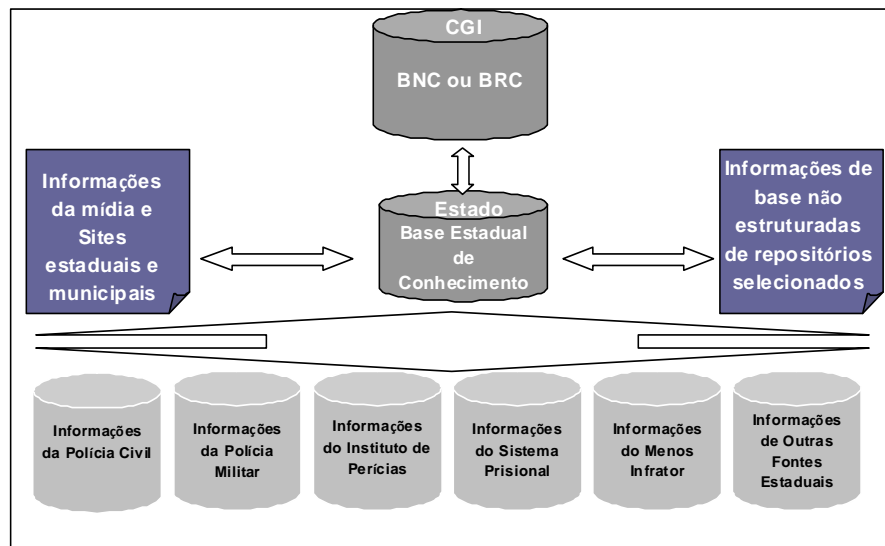 CGI
BNC ou BRC
Informações
da mídia e
Sites
estaduais e
municipais
Estado
Base Estadual
de
Conhecimento
Informações de
base não
estruturadas
de repositórios
selecionados
Informações
da Polícia Civil
Informações
da Polícia
Militar
Informações
do Instituto de
Perícias
Informações
do Sistema
Prisional
Informações
do Menos
Infrator
Informações
de Outras
Fontes
Estaduais